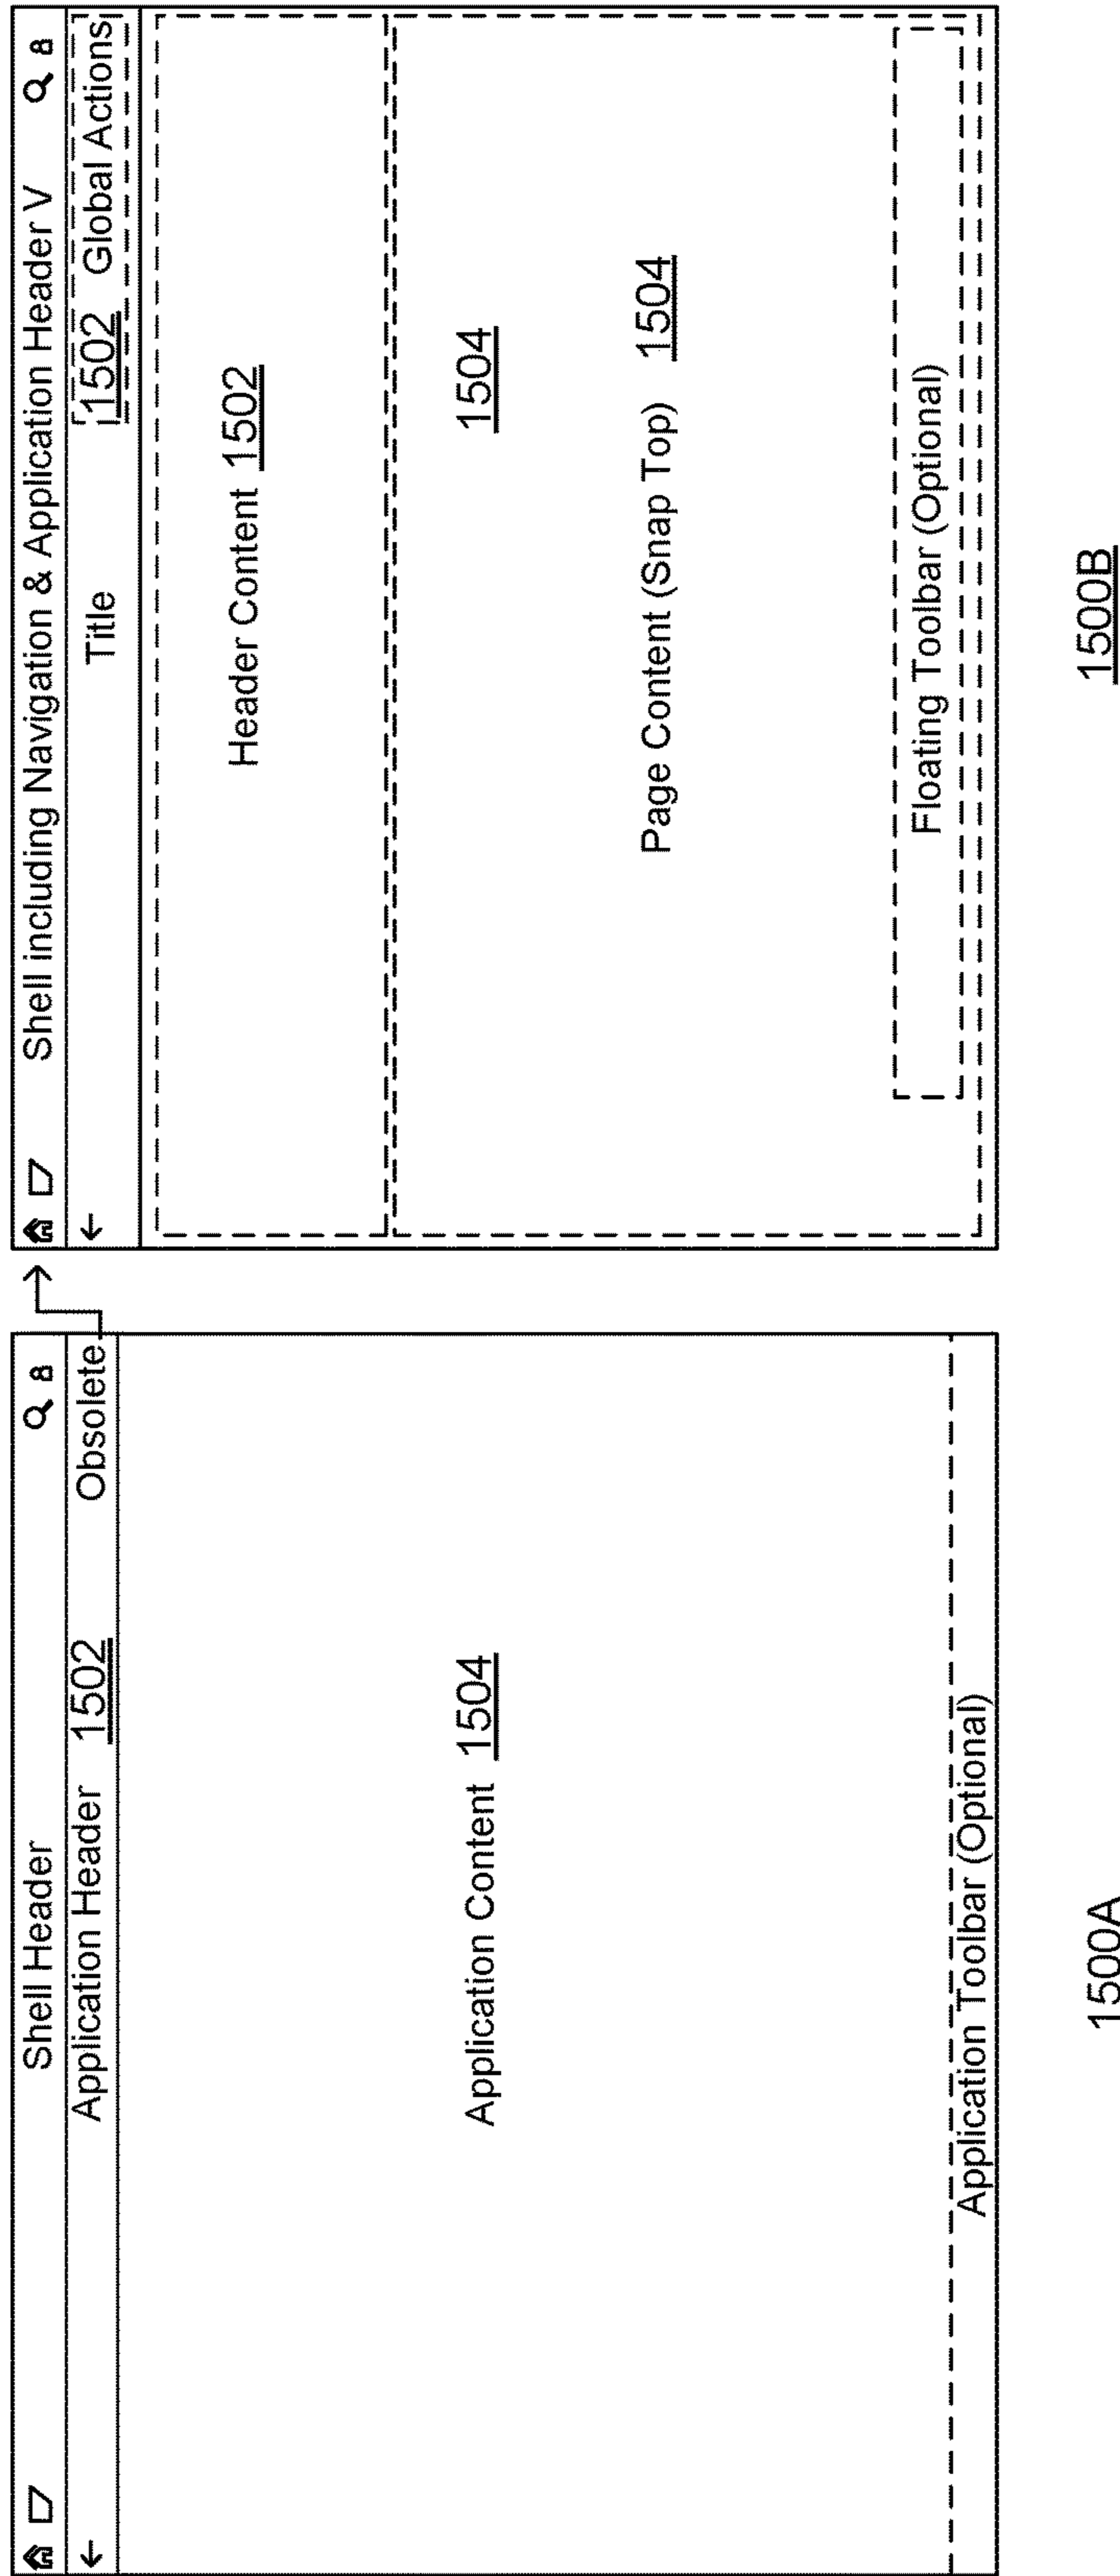 Shell Header
Application Header 1502 Obsolete
Application Content 1504
Application Toolbar (Optional)
1500A
Shell including Navigation & Application Header V
Title 1502 Global Actions
Header Content 1502
1504
Page Content (Snap Top) 1504
Floating Toolbar (Optional)
1500B